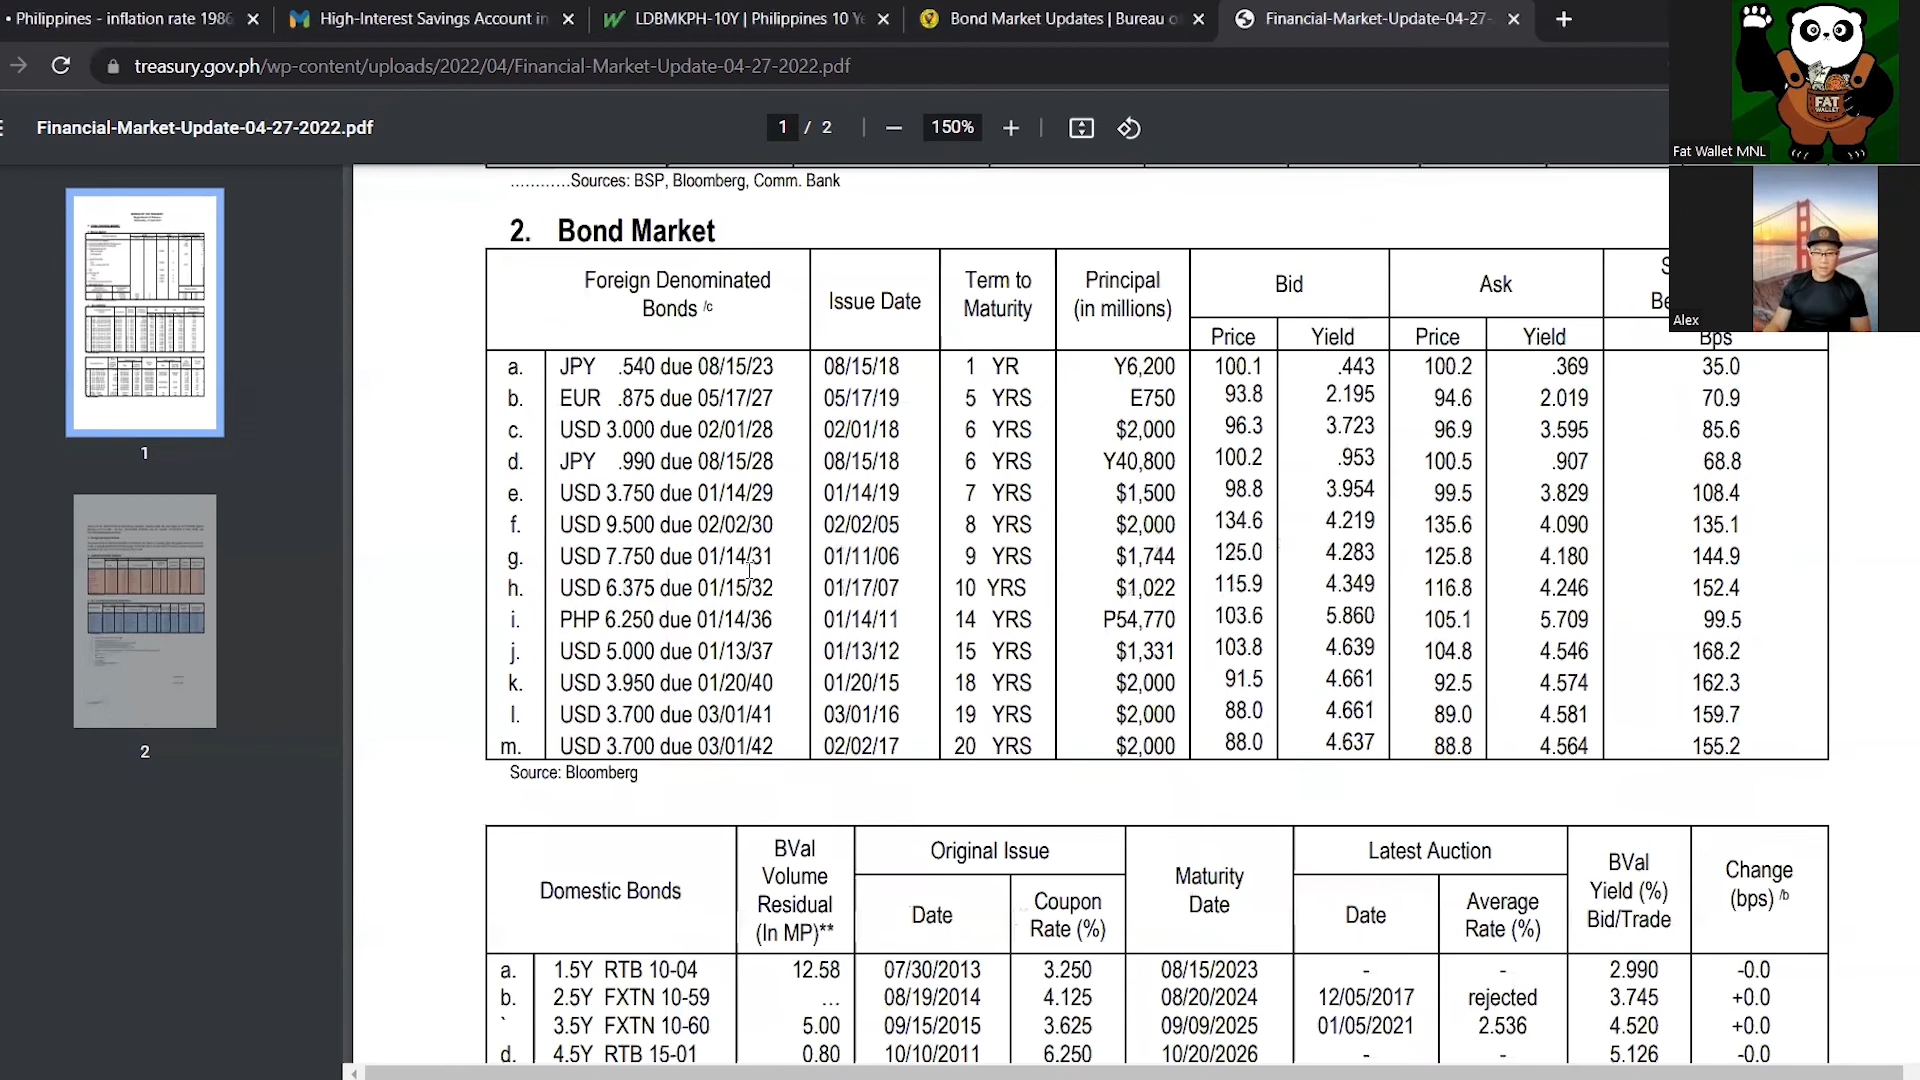 Philippines - inflation rate 1986
High-Interest Savings Account in
LDBMKPH-10Y | Philippines 10 Ye
Bond Market Updates | Bureau o
Financial-Market-Update-04-27-
treasury.gov.ph/wp-content/uploads/2022/04/Financial-Market-Update-04-27-2022.pdf
Financial-Market-Update-04-27-2022.pdf
1 / 2
150%
FAT
WALLET
Fat Wallet MNL
Alex
1
2
............Sources: BSP, Bloomberg, Comm. Bank
2. Bond Market
Foreign Denominated Bonds /c Issue Date Term to Maturity Principal (in millions) Bid Ask
Price Yield Price Yield Bps
a. JPY .540 due 08/15/23 08/15/18 1 YR Y6,200 100.1 .443 100.2 .369 35.0
b. EUR .875 due 05/17/27 05/17/19 5 YRS E750 93.8 2.195 94.6 2.019 70.9
c. USD 3.000 due 02/01/28 02/01/18 6 YRS $2,000 96.3 3.723 96.9 3.595 85.6
d. JPY .990 due 08/15/28 08/15/18 6 YRS Y40,800 100.2 .953 100.5 .907 68.8
e. USD 3.750 due 01/14/29 01/14/19 7 YRS $1,500 98.8 3.954 99.5 3.829 108.4
f. USD 9.500 due 02/02/30 02/02/05 8 YRS $2,000 134.6 4.219 135.6 4.090 135.1
g. USD 7.750 due 01/14/31 01/11/06 9 YRS $1,744 125.0 4.283 125.8 4.180 144.9
h. USD 6.375 due 01/15/32 01/17/07 10 YRS $1,022 115.9 4.349 116.8 4.246 152.4
i. PHP 6.250 due 01/14/36 01/14/11 14 YRS P54,770 103.6 5.860 105.1 5.709 99.5
j. USD 5.000 due 01/13/37 01/13/12 15 YRS $1,331 103.8 4.639 104.8 4.546 168.2
k. USD 3.950 due 01/20/40 01/20/15 18 YRS $2,000 91.5 4.661 92.5 4.574 162.3
l. USD 3.700 due 03/01/41 03/01/16 19 YRS $2,000 88.0 4.661 89.0 4.581 159.7
m. USD 3.700 due 03/01/42 02/02/17 20 YRS $2,000 88.0 4.637 88.8 4.564 155.2
Source: Bloomberg
Domestic Bonds BVal Volume Residual (In MP)** Original Issue Maturity Date Latest Auction BVal Yield (%) Bid/Trade Change (bps) /b
Date Coupon Rate (%) Date Average Rate (%)
a. 1.5Y RTB 10-04 12.58 07/30/2013 3.250 08/15/2023 - - 2.990 -0.0
b. 2.5Y FXTN 10-59 ... 08/19/2014 4.125 08/20/2024 12/05/2017 rejected 3.745 +0.0
` 3.5Y FXTN 10-60 5.00 09/15/2015 3.625 09/09/2025 01/05/2021 2.536 4.520 +0.0
d. 4.5Y RTB 15-01 0.80 10/10/2011 6.250 10/20/2026 - - 5.126 -0.0